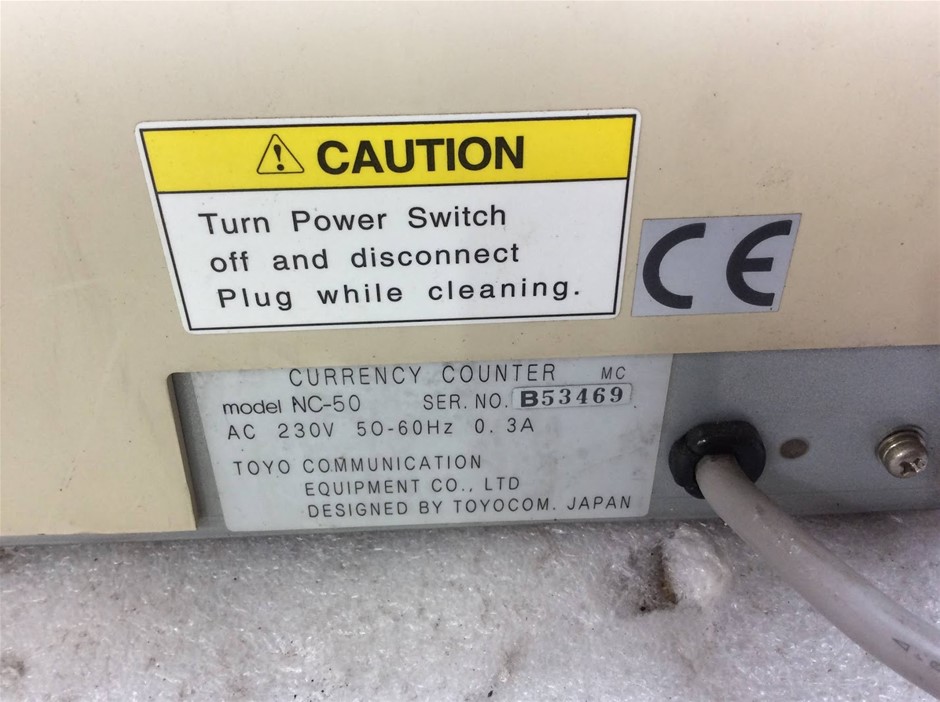 CAUTION
Turn Power Switch
off and disconnect
Plug while cleaning.
CE
CURRENCY COUNTER MC
model NC-50 SER. NO. B53469
AC 230V 50-60Hz 0.3A
TOYO COMMUNICATION
EQUIPMENT CO., LTD
DESIGNED BY TOYOCOM. JAPAN